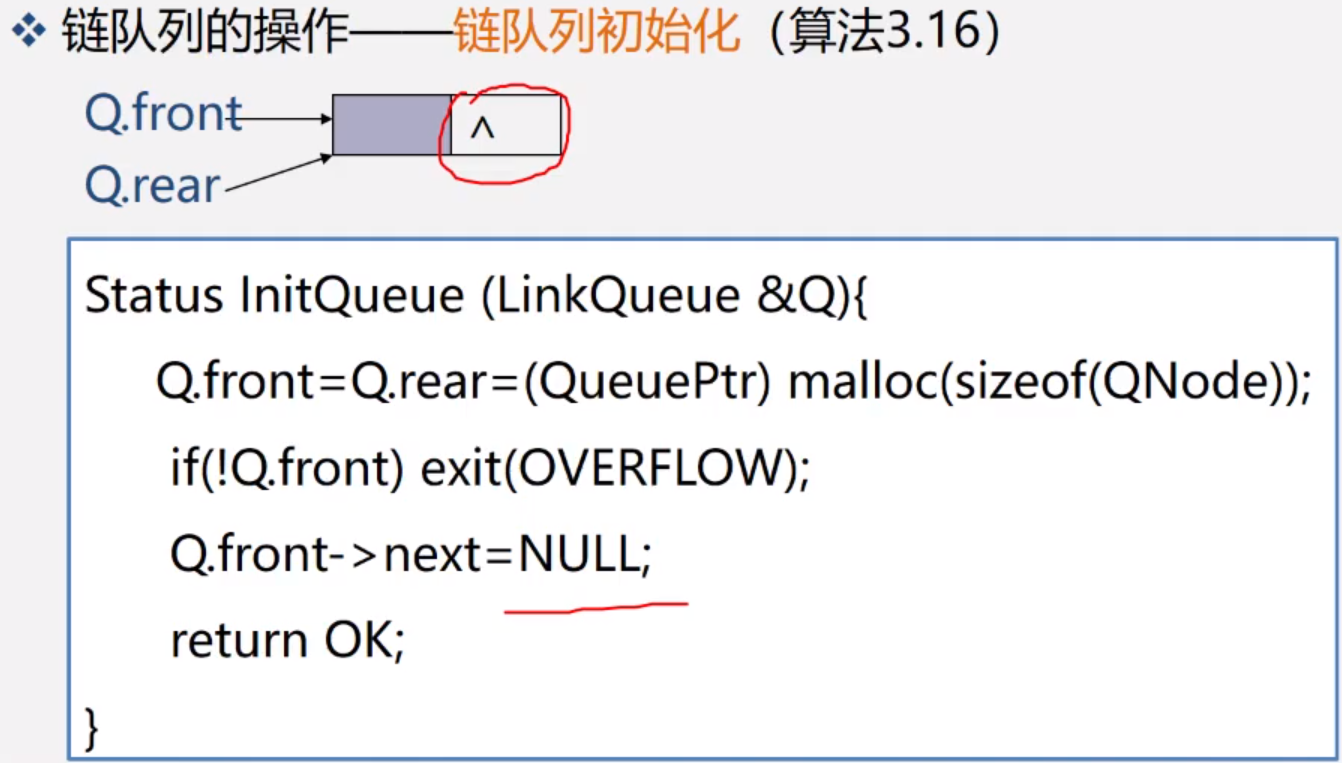 链队列的操作——链队列初始化（算法3.16）
Q.front
^
Q.rear
Status InitQueue (LinkQueue &Q){
Q.front=Q.rear=(QueuePtr) malloc(sizeof(QNode));
if(!Q.front) exit(OVERFLOW);
Q.front->next=NULL;
return OK;
}